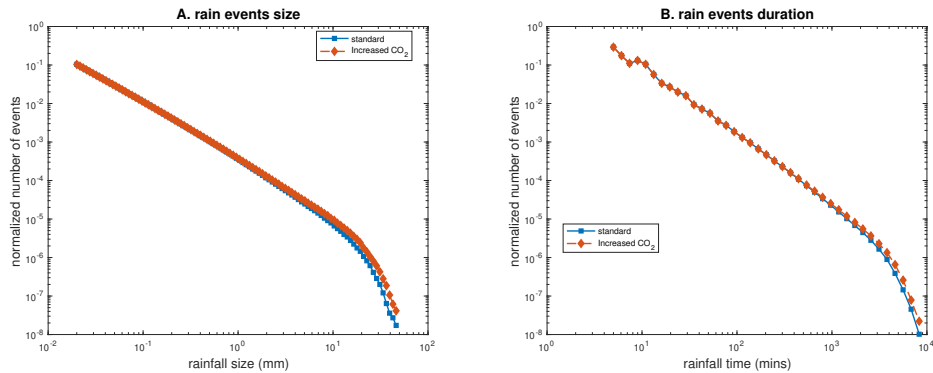 A. rain events size
normalized number of events
10^0
10^-1
10^-2
10^-3
10^-4
10^-5
10^-6
10^-7
10^-8
standard
Increased CO_2
10^-2
10^-1
10^0
10^1
10^2
rainfall size (mm)
B. rain events duration
normalized number of events
10^0
10^-1
10^-2
10^-3
10^-4
10^-5
10^-6
10^-7
10^-8
standard
Increased CO_2
10^0
10^1
10^2
10^3
10^4
rainfall time (mins)